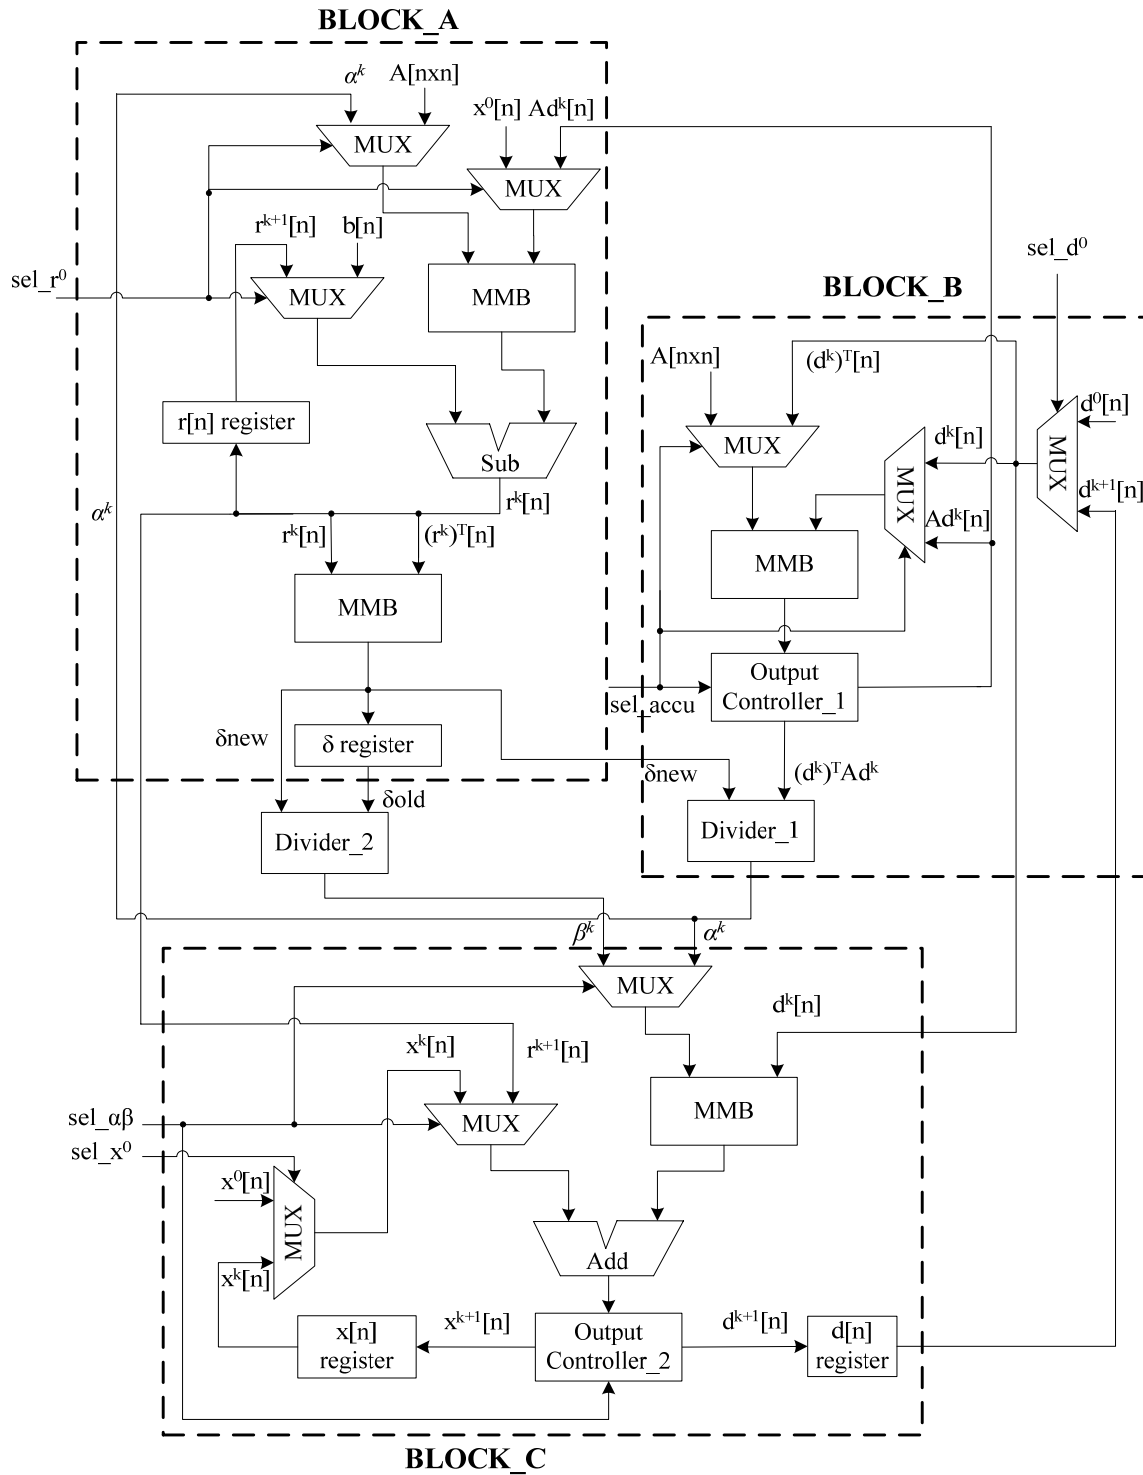 BLOCK_A
αᵏ
A[nxn]
MUX
x⁰[n]
Adᵏ[n]
MUX
rᵏ⁺¹[n]
b[n]
sel_r⁰
MUX
MMB
r[n] register
Sub
rᵏ[n]
αᵏ
rᵏ[n]
(rᵏ)ᵀ[n]
MMB
δnew
δ register
δold
Divider_2
BLOCK_B
sel_d⁰
A[nxn]
(dᵏ)ᵀ[n]
d⁰[n]
MUX
dᵏ[n]
MUX
MUX
dᵏ⁺¹[n]
Adᵏ[n]
MMB
Output
Controller_1
sel_accu
δnew
(dᵏ)ᵀAdᵏ
Divider_1
βᵏ
αᵏ
MUX
dᵏ[n]
xᵏ[n]
rᵏ⁺¹[n]
MMB
sel_αβ
MUX
sel_x⁰
x⁰[n]
MUX
xᵏ[n]
Add
x[n]
register
xᵏ⁺¹[n]
Output
Controller_2
dᵏ⁺¹[n]
d[n]
register
BLOCK_C